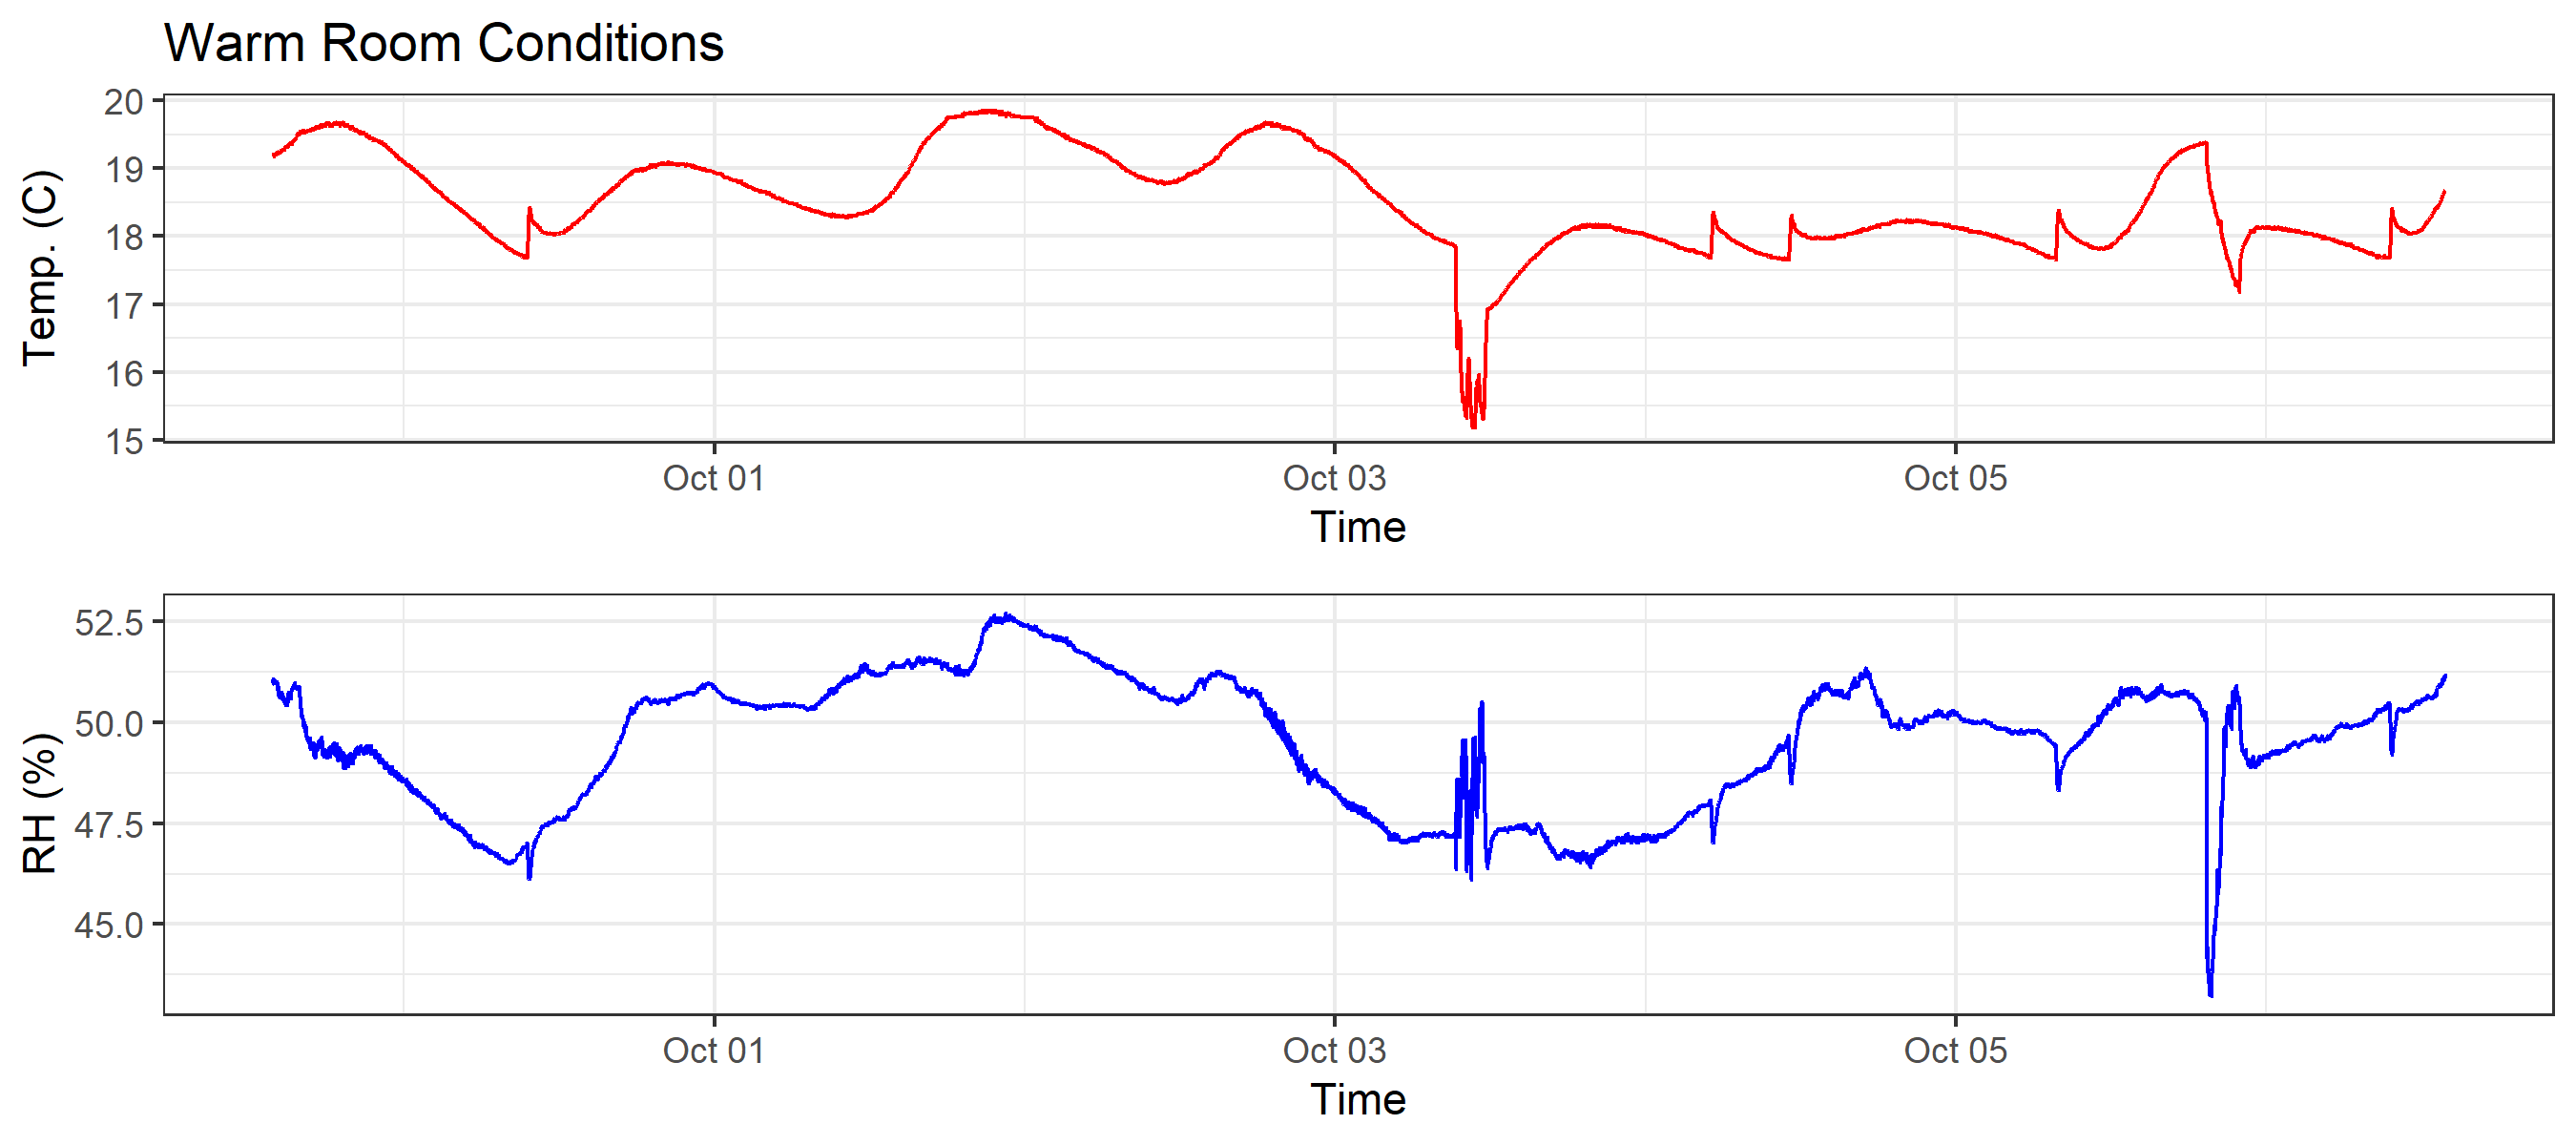 Warm Room Conditions
Temp. (C)
20
19
18
17
16
15
Oct 01 Oct 03 Oct 05
Time
RH (%)
52.5
50.0
47.5
45.0
Oct 01 Oct 03 Oct 05
Time